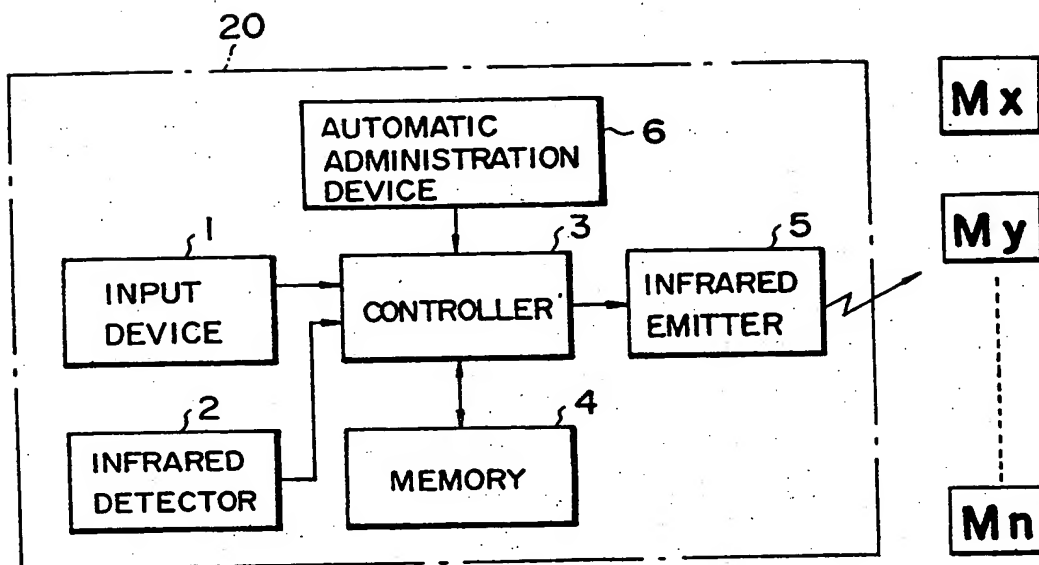 20
AUTOMATIC
ADMINISTRATION
DEVICE
6
Mx
1
INPUT
DEVICE
3
CONTROLLER
5
INFRARED
EMITTER
My
2
INFRARED
DETECTOR
4
MEMORY
Mn